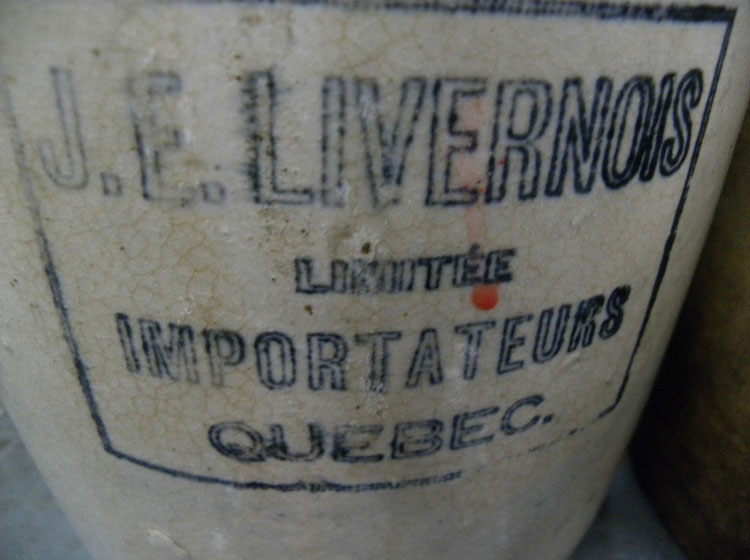 J.E. LIVERNOIS
LIMITÉE
IMPORTATEURS
QUEBEC.